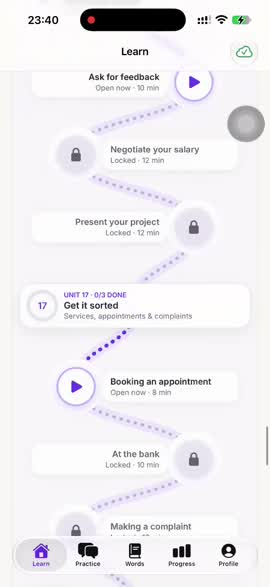 23:40
Learn
Ask for feedback
Open now · 10 min
Negotiate your salary
Locked · 12 min
Present your project
Locked · 12 min
17
UNIT 17 · 0/3 DONE
Get it sorted
Services, appointments & complaints
Booking an appointment
Open now · 8 min
At the bank
Locked · 10 min
Making a complaint
Learn
Practice
Words
Progress
Profile